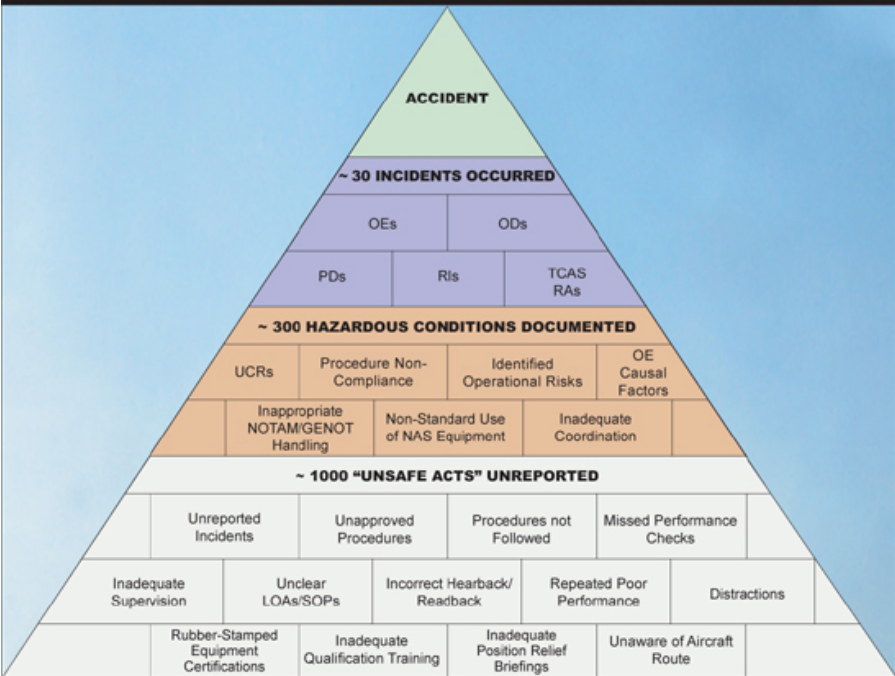 ACCIDENT
~ 30 INCIDENTS OCCURRED
OEs
ODs
PDs
RIs
TCAS
RAs
~ 300 HAZARDOUS CONDITIONS DOCUMENTED
UCRs
Procedure Non-
Compliance
Identified
Operational Risks
OE
Causal
Factors
Inappropriate
NOTAM/GENOT
Handling
Non-Standard Use
of NAS Equipment
Inadequate
Coordination
~ 1000 “UNSAFE ACTS” UNREPORTED
Unreported
Incidents
Unapproved
Procedures
Procedures not
Followed
Missed Performance
Checks
Inadequate
Supervision
Unclear
LOAs/SOPs
Incorrect Hearback/
Readback
Repeated Poor
Performance
Distractions
Rubber-Stamped
Equipment
Certifications
Inadequate
Qualification Training
Inadequate
Position Relief
Briefings
Unaware of Aircraft
Route